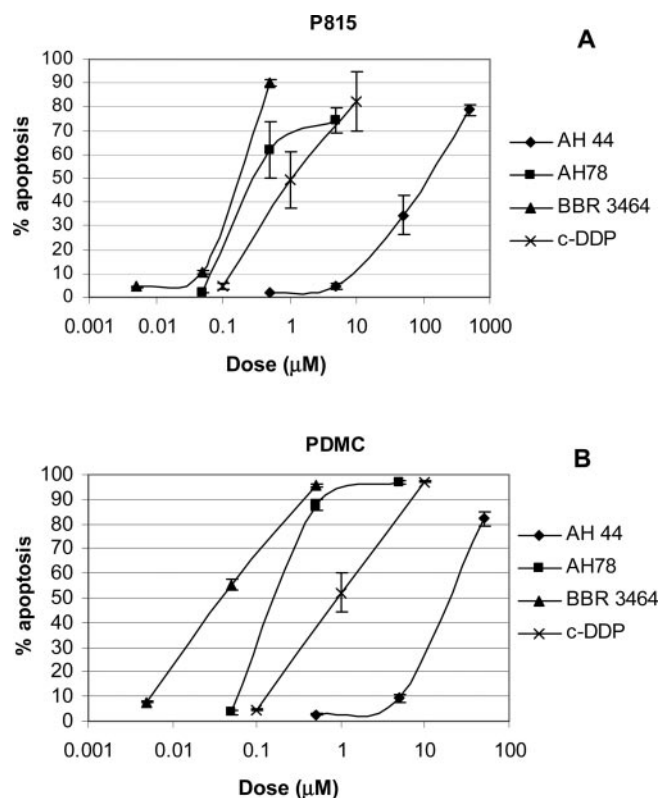 P815
A
100
90
80
70
60
50
40
30
20
10
0
% apoptosis
0.001 0.01 0.1 1 10 100 1000
Dose (μM)
AH 44
AH78
BBR 3464
c-DDP
PDMC
B
100
90
80
70
60
50
40
30
20
10
0
% apoptosis
0.001 0.01 0.1 1 10 100
Dose (μM)
AH 44
AH78
BBR 3464
c-DDP